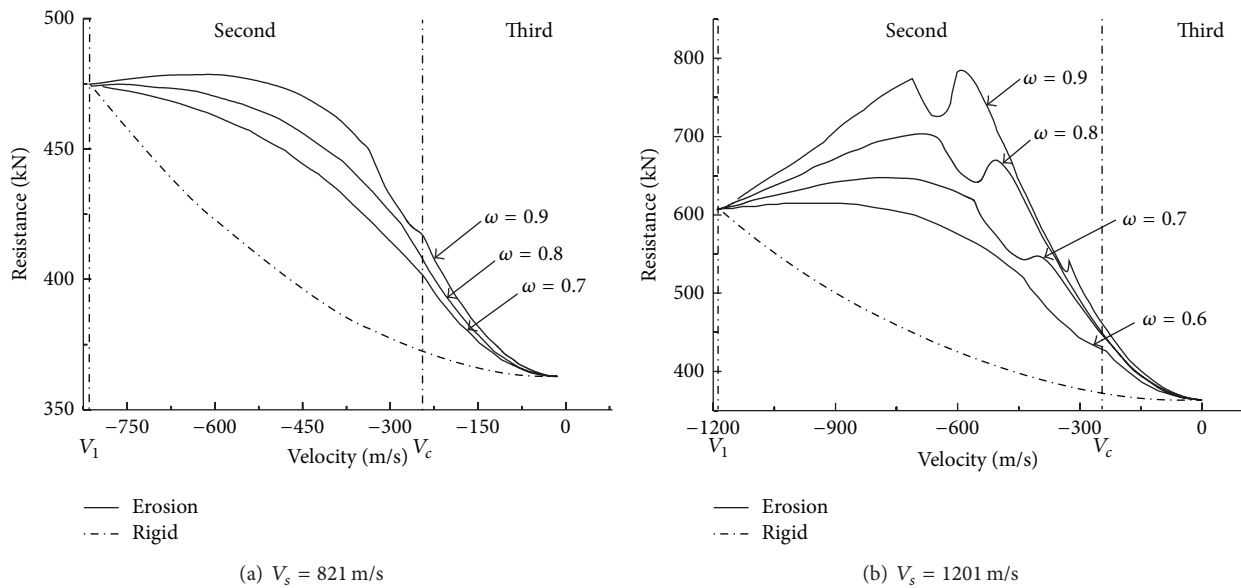 Second
Third
500
450
400
350
Resistance (kN)
ω = 0.9
ω = 0.8
ω = 0.7
−750
−600
−450
−300
−150
0
V1
Vc
Velocity (m/s)
Erosion
Rigid
(a) Vs = 821 m/s
Second
Third
800
700
600
500
400
Resistance (kN)
ω = 0.9
ω = 0.8
ω = 0.7
ω = 0.6
−1200
−900
−600
−300
0
V1
Vc
Velocity (m/s)
Erosion
Rigid
(b) Vs = 1201 m/s